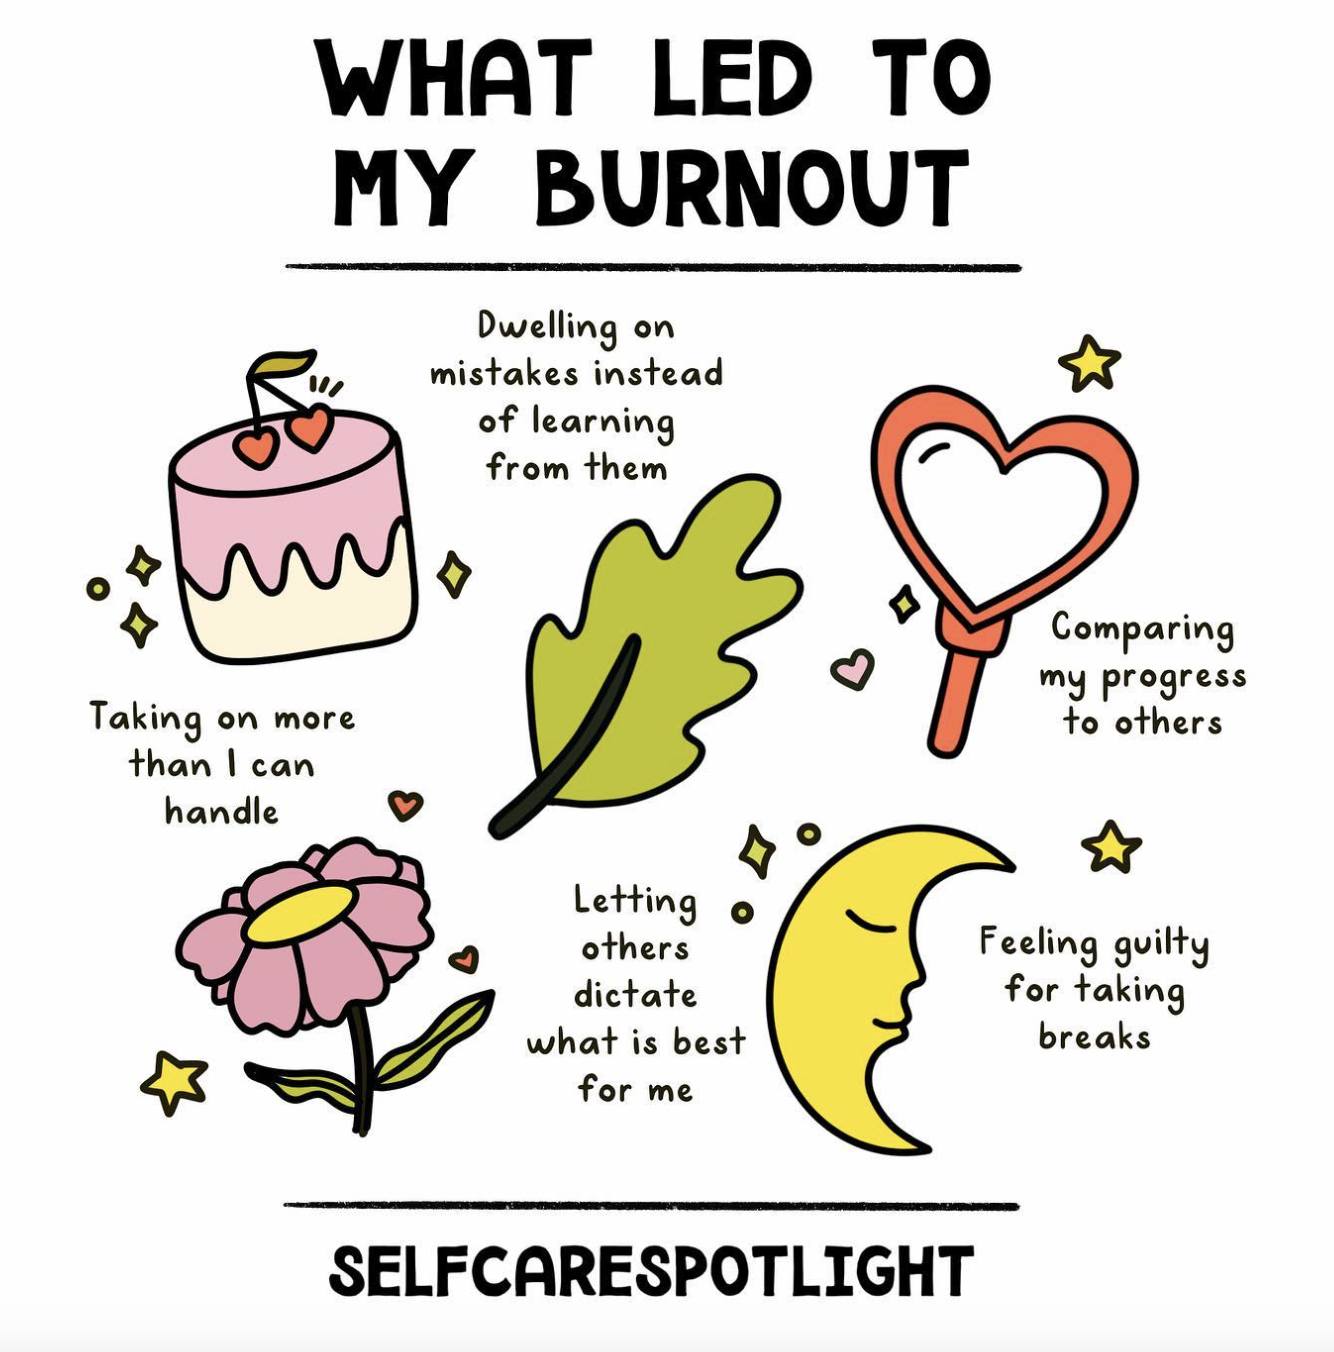 WHAT LED TO
MY BURNOUT
Dwelling on
mistakes instead
of learning
from them
Comparing
my progress
to others
Taking on more
than I can
handle
Letting
others
dictate
what is best
for me
Feeling guilty
for taking
breaks
SELFCARESPOTLIGHT